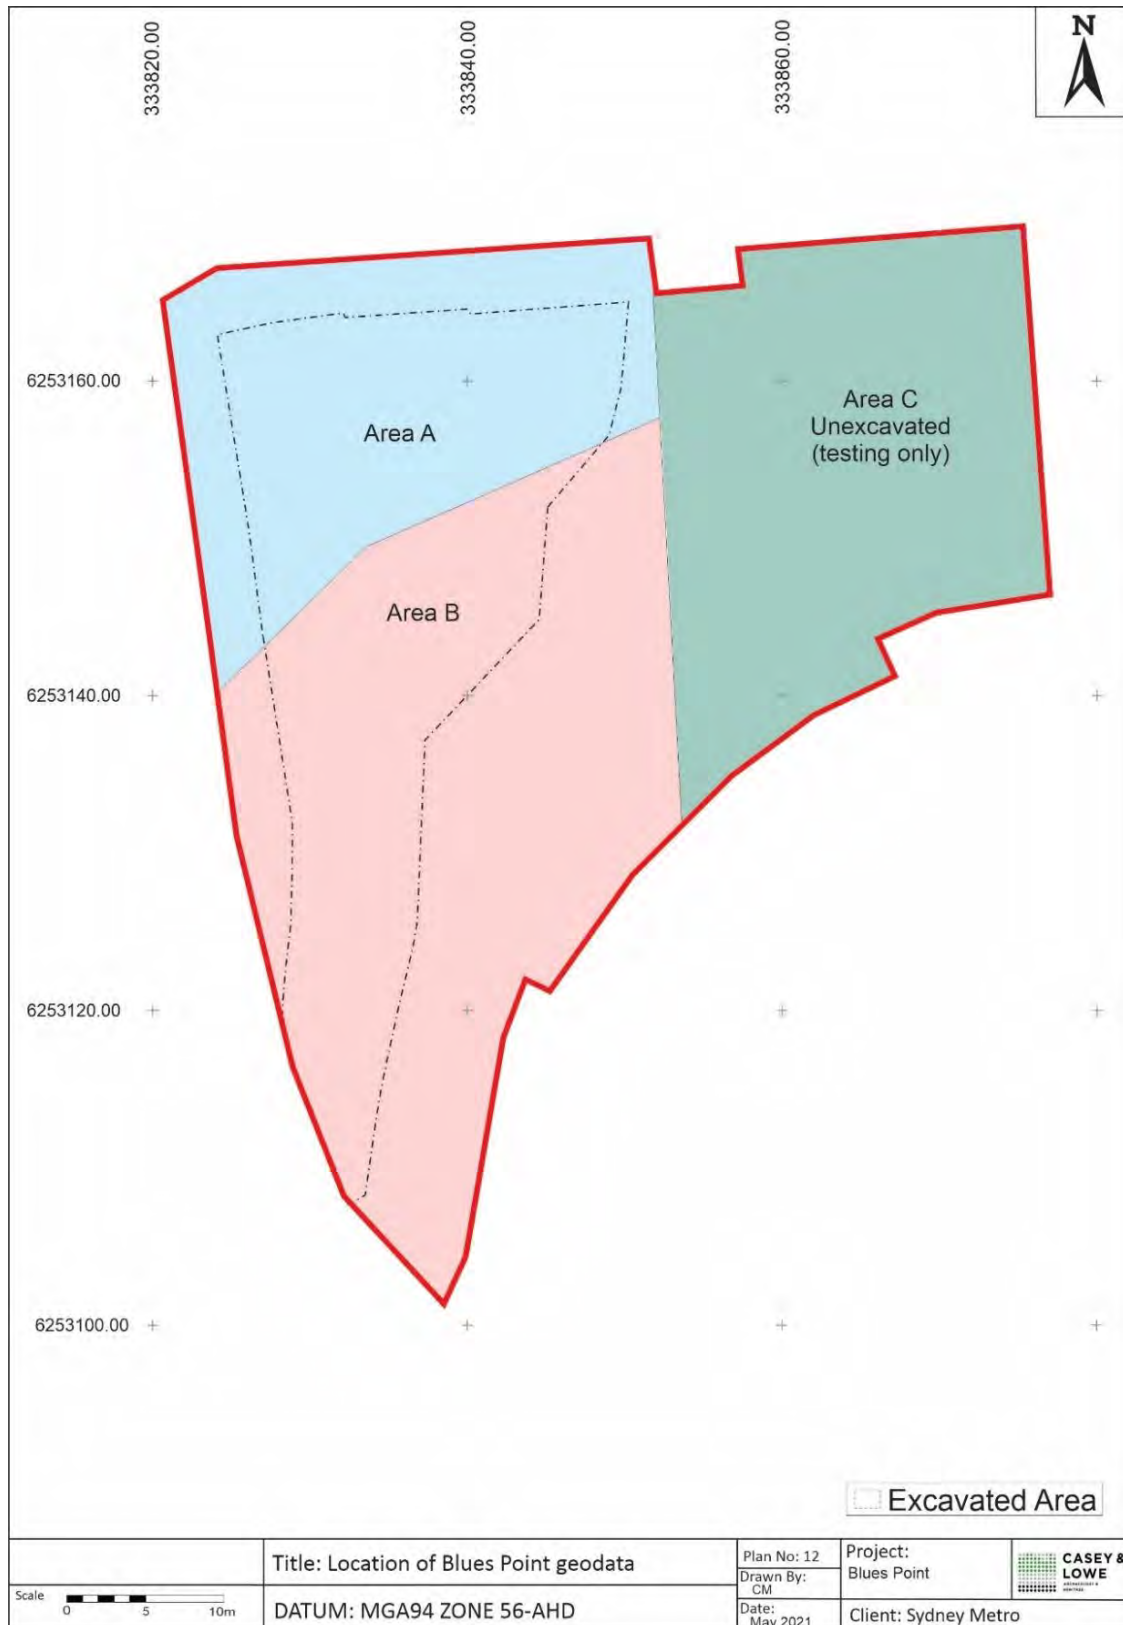 333820.00
333840.00
333860.00
N
6253160.00
6253140.00
6253120.00
6253100.00
Area A
Area B
Area C
Unexcavated
(testing only)
Excavated Area
Title: Location of Blues Point geodata
DATUM: MGA94 ZONE 56-AHD
Scale
0 5 10m
Plan No: 12
Drawn By:
CM
Date:
May 2021
Project:
Blues Point
Client: Sydney Metro
CASEY &
LOWE
ARCHAEOLOGY &
HERITAGE